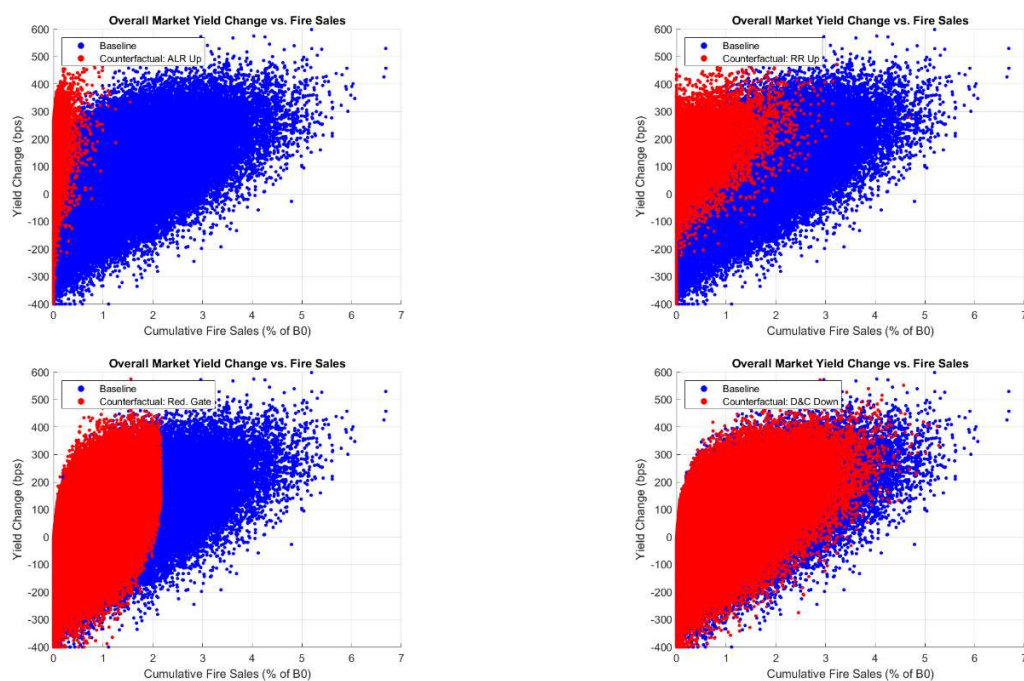 Overall Market Yield Change vs. Fire Sales
600
500
400
300
200
100
0
-100
-200
-300
-400
Yield Change (bps)
Baseline
Counterfactual: ALR Up
0 1 2 3 4 5 6 7
Cumulative Fire Sales (% of B0)
Overall Market Yield Change vs. Fire Sales
600
500
400
300
200
100
0
-100
-200
-300
-400
Yield Change (bps)
Baseline
Counterfactual: RR Up
0 1 2 3 4 5 6 7
Cumulative Fire Sales (% of B0)
Overall Market Yield Change vs. Fire Sales
600
500
400
300
200
100
0
-100
-200
-300
-400
Yield Change (bps)
Baseline
Counterfactual: Red. Gate
0 1 2 3 4 5 6 7
Cumulative Fire Sales (% of B0)
Overall Market Yield Change vs. Fire Sales
600
500
400
300
200
100
0
-100
-200
-300
-400
Yield Change (bps)
Baseline
Counterfactual: D&C Down
0 1 2 3 4 5 6 7
Cumulative Fire Sales (% of B0)